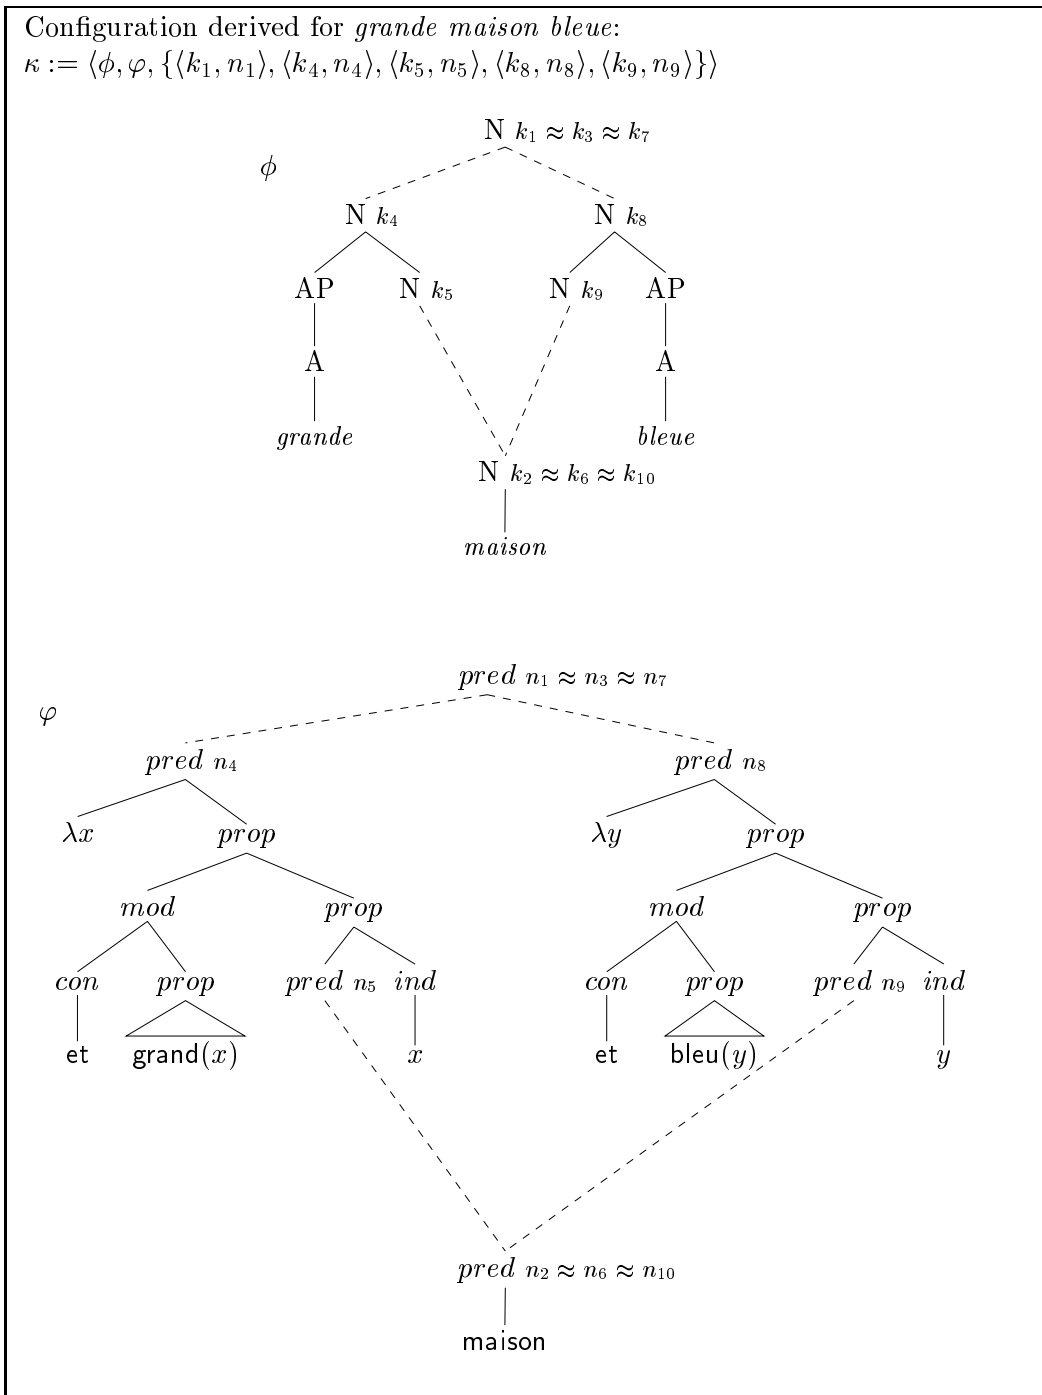 Configuration derived for grande maison bleue:
κ := ⟨ϕ, φ, {⟨k₁, n₁⟩, ⟨k₄, n₄⟩, ⟨k₅, n₅⟩, ⟨k₈, n₈⟩, ⟨k₉, n₉⟩}⟩
N k₁ ≈ k₃ ≈ k₇
ϕ
N k₄ N k₈
AP N k₅ N k₉ AP
A A
grande bleue
N k₂ ≈ k₆ ≈ k₁₀
maison
pred n₁ ≈ n₃ ≈ n₇
φ
pred n₄ pred n₈
λx prop λy prop
mod prop mod prop
con prop pred n₅ ind con prop pred n₉ ind
et grand(x) x et bleu(y) y
pred n₂ ≈ n₆ ≈ n₁₀
maison